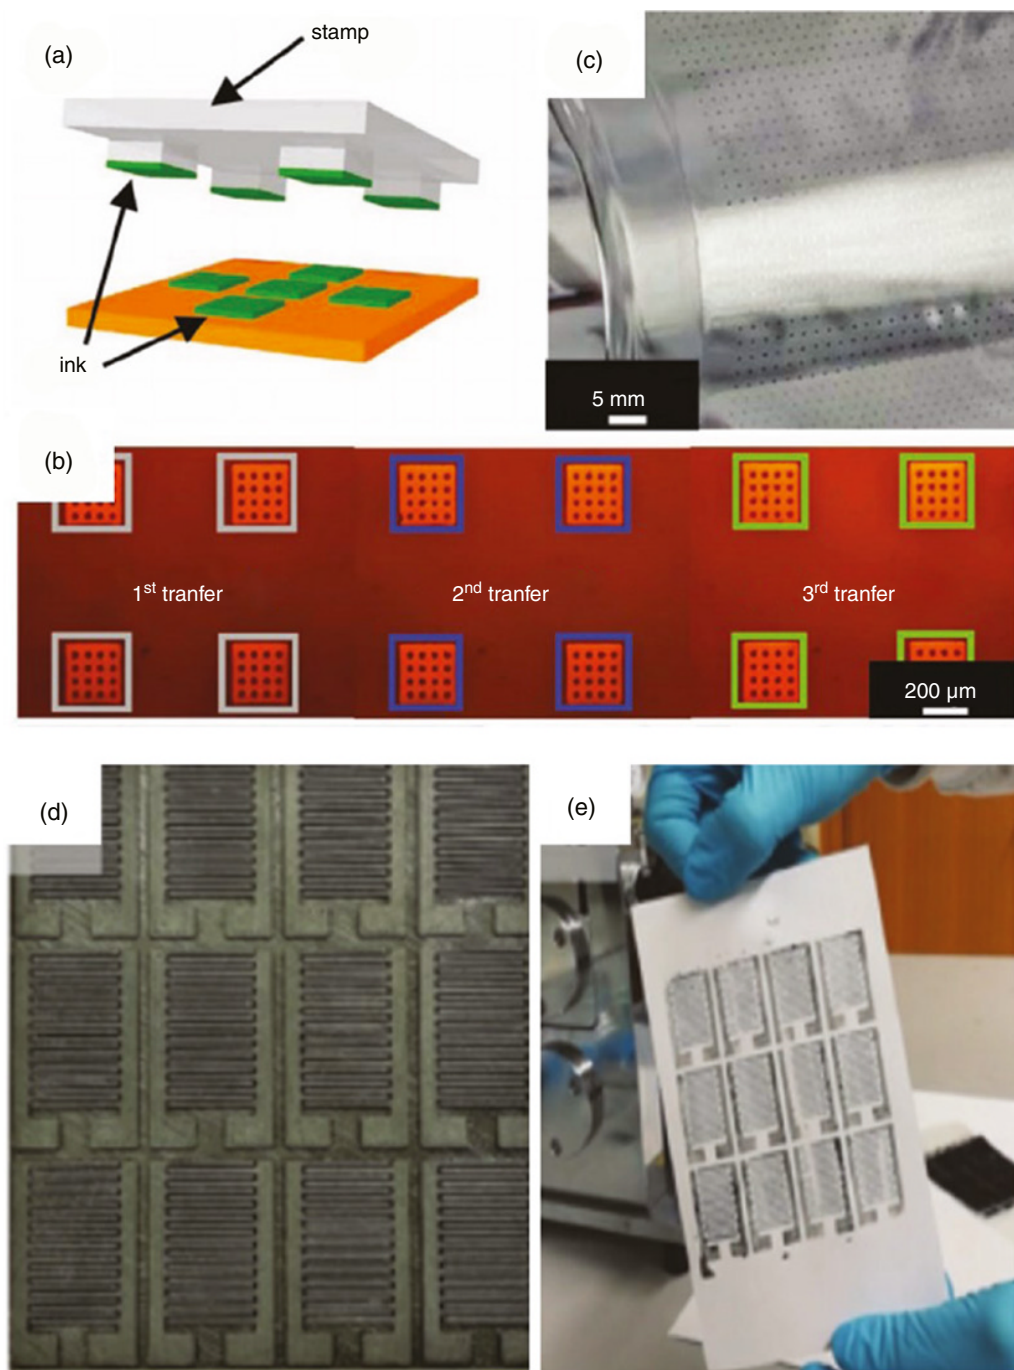 (a)
stamp
ink
(c)
5 mm
(b)
1st tranfer
2nd tranfer
3rd tranfer
200 µm
(d)
(e)